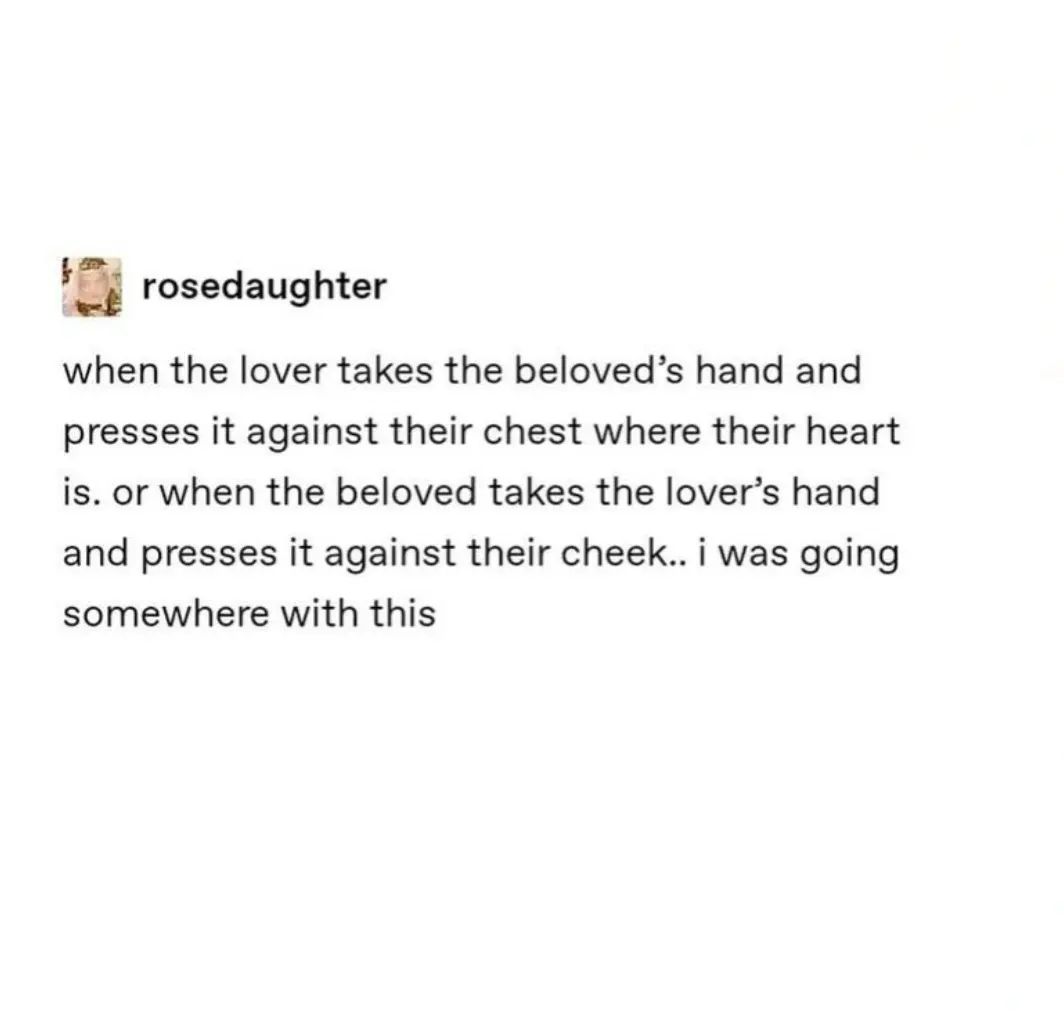 rosedaughter
when the lover takes the beloved’s hand and
presses it against their chest where their heart
is. or when the beloved takes the lover’s hand
and presses it against their cheek.. i was going
somewhere with this